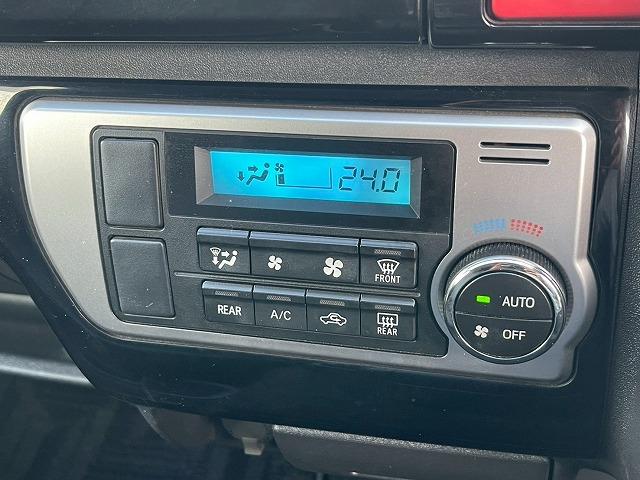 24.0
FRONT
REAR A/C REAR
AUTO
OFF